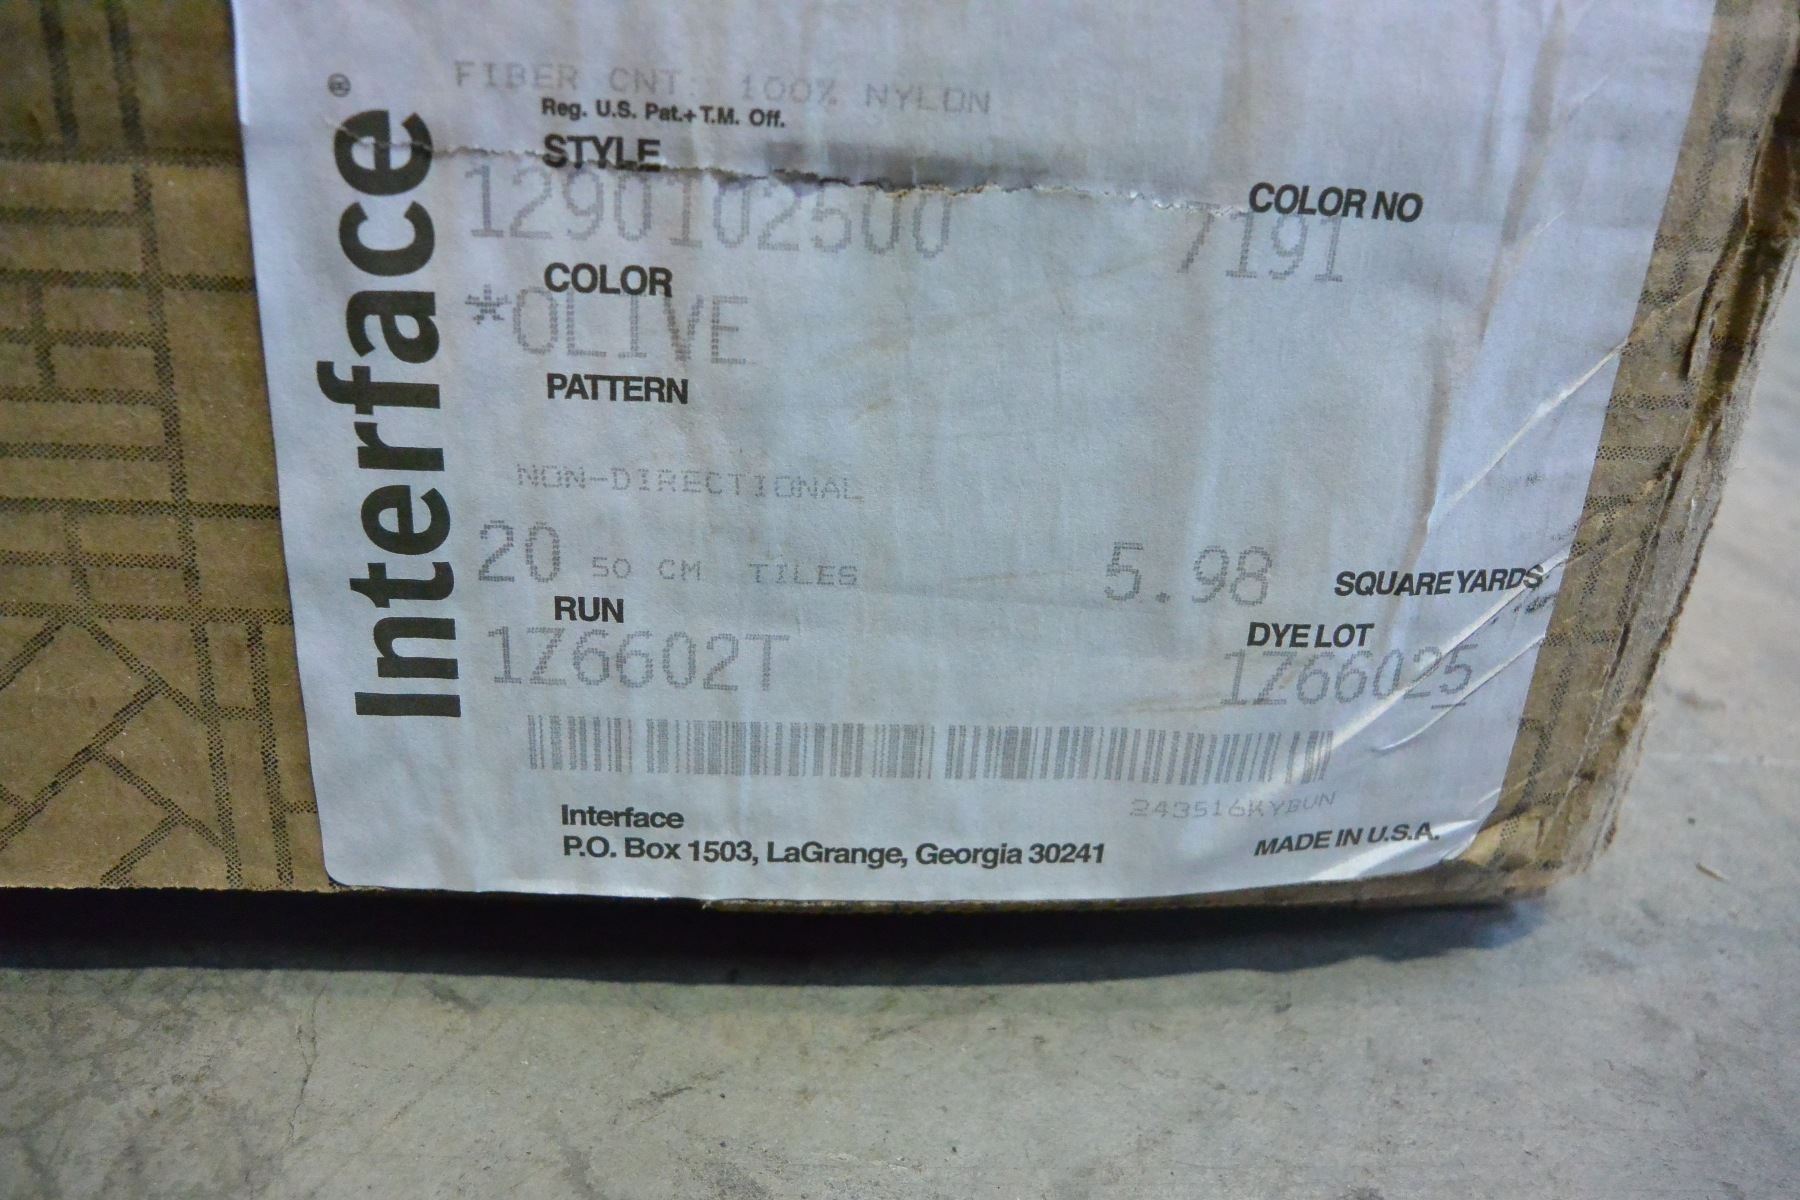 Interface®
FIBER CNT: 100% NYLON
Reg. U.S. Pat.+ T.M. Off.
STYLE
1290102500
COLOR NO
7191
COLOR
*OLIVE
PATTERN
NON-DIRECTIONAL
20 50 CM TILES 5.98 SQUARE YARDS
RUN
1Z6602T
DYE LOT
1Z66025
243516KYBUN
Interface
P.O. Box 1503, LaGrange, Georgia 30241
MADE IN U.S.A.